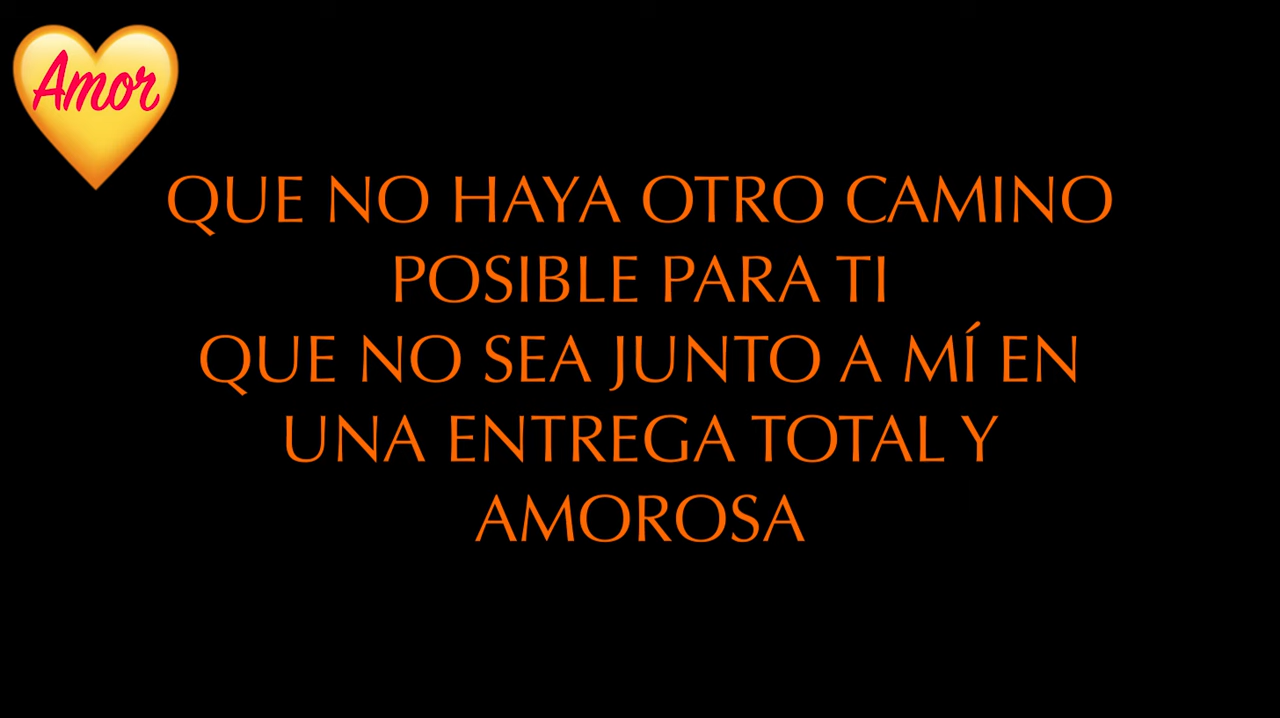 Amor
QUE NO HAYA OTRO CAMINO
POSIBLE PARA TI
QUE NO SEA JUNTO A MÍ EN
UNA ENTREGA TOTAL Y
AMOROSA